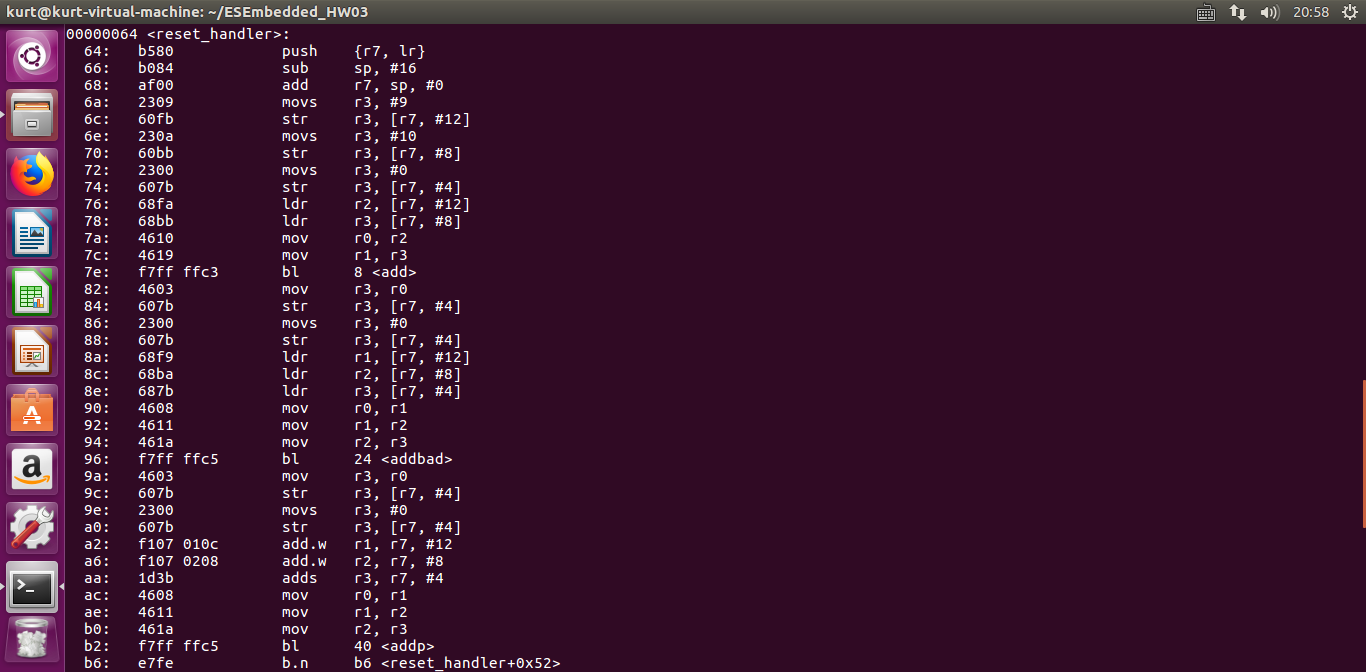 kurt@kurt-virtual-machine: ~/ESEmbedded_HW03
20:58
00000064 <reset_handler>:
64: b580 push {r7, lr}
66: b084 sub sp, #16
68: af00 add r7, sp, #0
6a: 2309 movs r3, #9
6c: 60fb str r3, [r7, #12]
6e: 230a movs r3, #10
70: 60bb str r3, [r7, #8]
72: 2300 movs r3, #0
74: 607b str r3, [r7, #4]
76: 68fa ldr r2, [r7, #12]
78: 68bb ldr r3, [r7, #8]
7a: 4610 mov r0, r2
7c: 4619 mov r1, r3
7e: f7ff ffc3 bl 8 <add>
82: 4603 mov r3, r0
84: 607b str r3, [r7, #4]
86: 2300 movs r3, #0
88: 607b str r3, [r7, #4]
8a: 68f9 ldr r1, [r7, #12]
8c: 68ba ldr r2, [r7, #8]
8e: 687b ldr r3, [r7, #4]
90: 4608 mov r0, r1
92: 4611 mov r1, r2
94: 461a mov r2, r3
96: f7ff ffc5 bl 24 <addbad>
9a: 4603 mov r3, r0
9c: 607b str r3, [r7, #4]
9e: 2300 movs r3, #0
a0: 607b str r3, [r7, #4]
a2: f107 010c add.w r1, r7, #12
a6: f107 0208 add.w r2, r7, #8
aa: 1d3b adds r3, r7, #4
ac: 4608 mov r0, r1
ae: 4611 mov r1, r2
b0: 461a mov r2, r3
b2: f7ff ffc5 bl 40 <addp>
b6: e7fe b.n b6 <reset_handler+0x52>